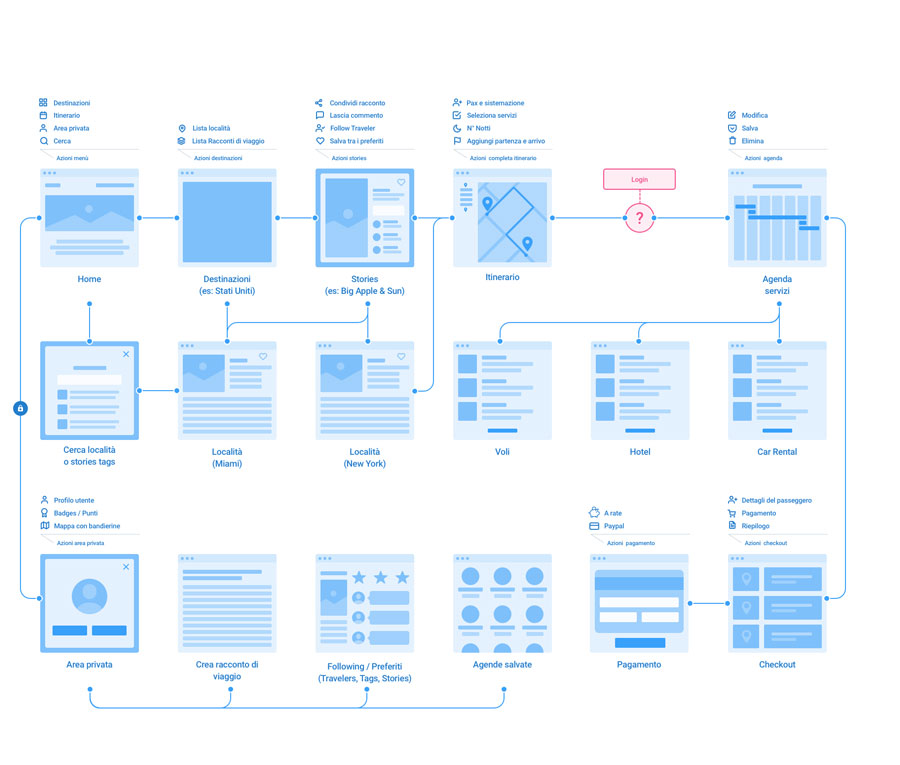 Destinazioni
Itinerario
Area privata
Cerca
Azioni menù
Lista località
Lista Racconti di viaggio
Azioni destinazioni
Condividi racconto
Lascia commento
Follow Traveler
Salva tra i preferiti
Azioni stories
Pax e sistemazione
Seleziona servizi
N° Notti
Aggiungi partenza e arrivo
Azioni completa itinerario
Login
?
Modifica
Salva
Elimina
Azioni agenda
Home
Destinazioni
(es: Stati Uniti)
Stories
(es: Big Apple & Sun)
Itinerario
Agenda
servizi
Cerca località
o stories tags
Località
(Miami)
Località
(New York)
Voli
Hotel
Car Rental
Profilo utente
Badges / Punti
Mappa con bandierine
Azioni area privata
A rate
Paypal
Azioni pagamento
Dettagli del passeggero
Pagamento
Riepilogo
Azioni checkout
Area privata
Crea racconto di
viaggio
Following / Preferiti
(Travelers, Tags, Stories)
Agende salvate
Pagamento
Checkout